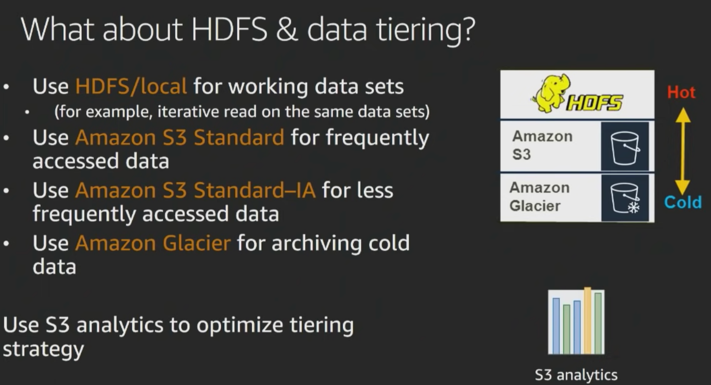 What about HDFS & data tiering?
• Use HDFS/local for working data sets
• (for example, iterative read on the same data sets)
• Use Amazon S3 Standard for frequently
accessed data
• Use Amazon S3 Standard–IA for less
frequently accessed data
• Use Amazon Glacier for archiving cold
data
Use S3 analytics to optimize tiering
strategy
HDFS
Hot
Amazon
S3
Amazon
Glacier
Cold
S3 analytics